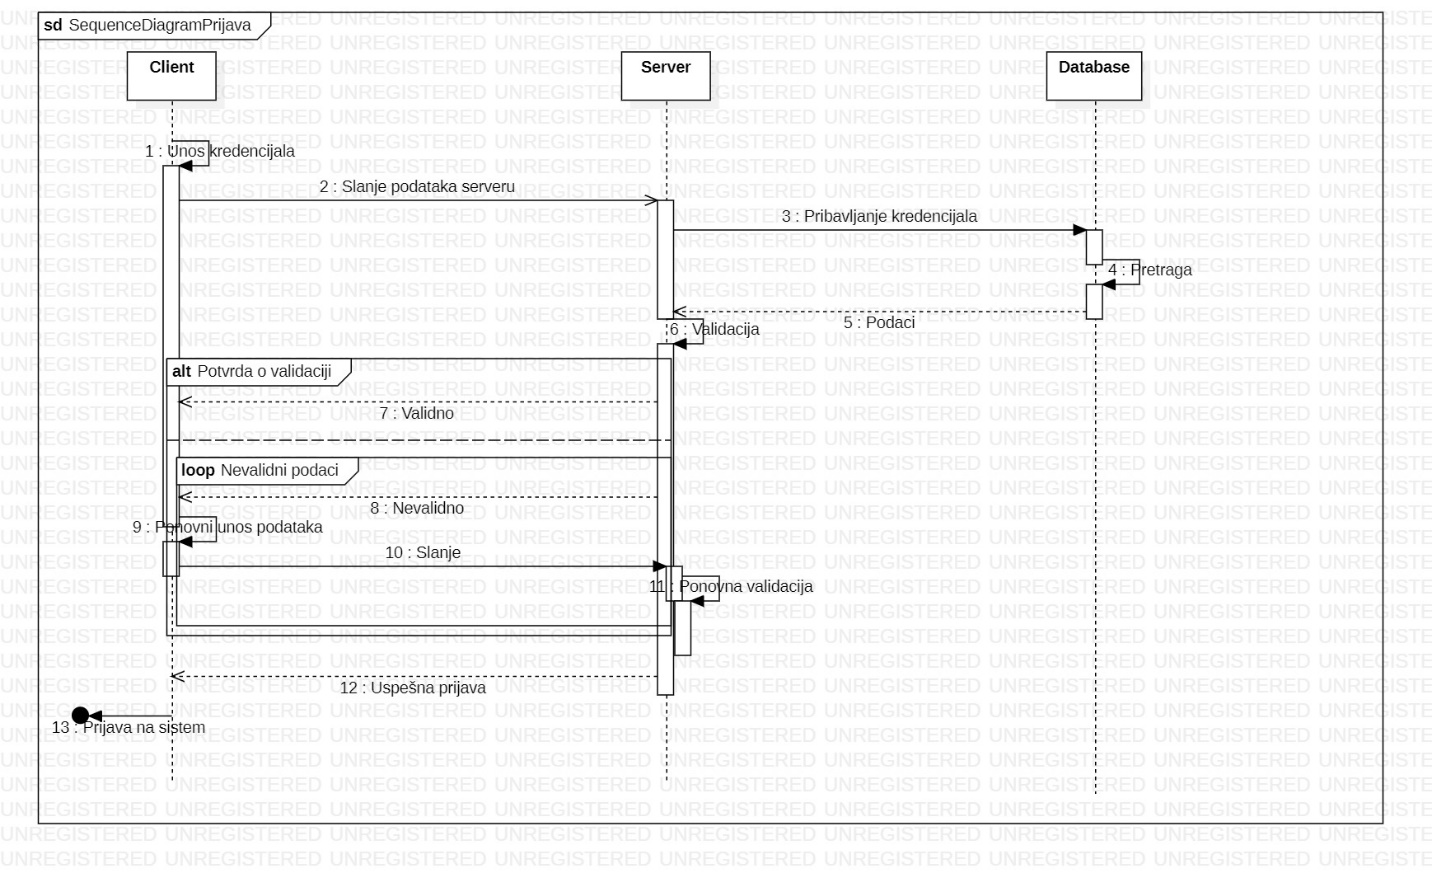 sd SequenceDiagramPrijava
Client
Server
Database
1 : Unos kredencijala
2 : Slanje podataka serveru
3 : Pribavljanje kredencijala
4 : Pretraga
5 : Podaci
6 : Validacija
alt Potvrda o validaciji
7 : Validno
loop Nevalidni podaci
8 : Nevalidno
9 : Ponovni unos podataka
10 : Slanje
11 : Ponovna validacija
12 : Uspešna prijava
13 : Prijava na sistem
UNREGISTERED